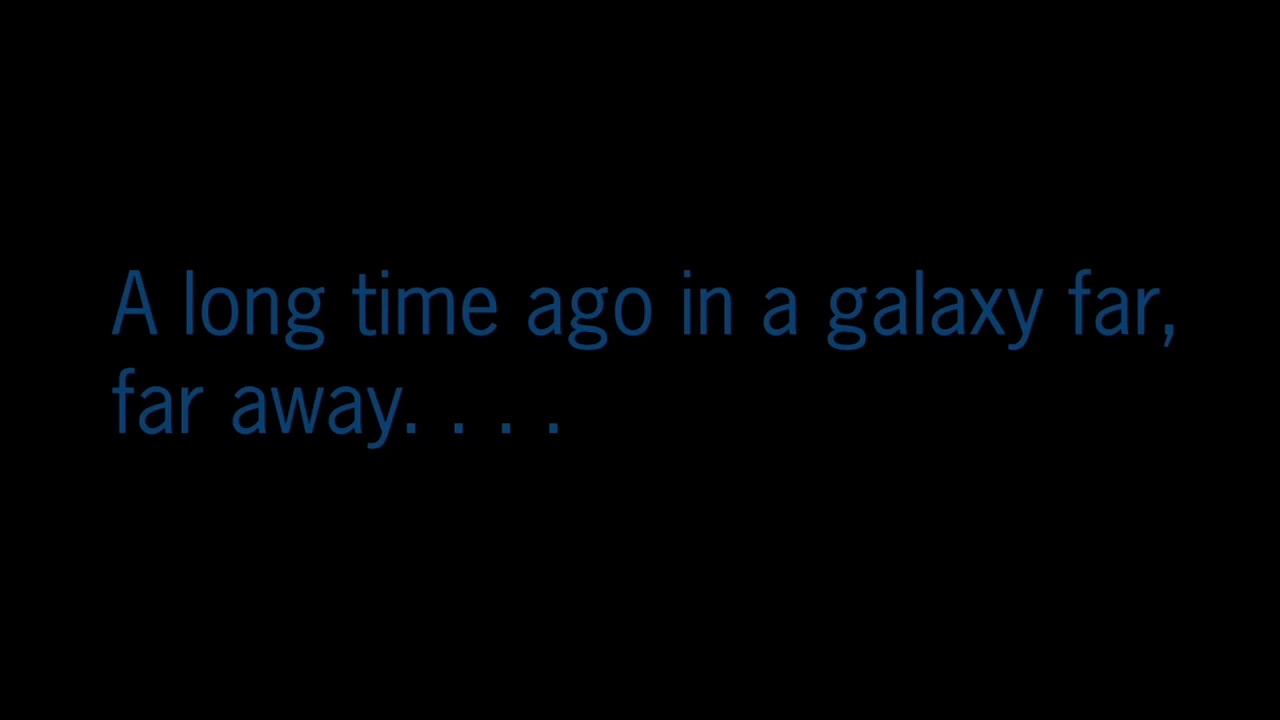 A long time ago in a galaxy far,
far away. . . .